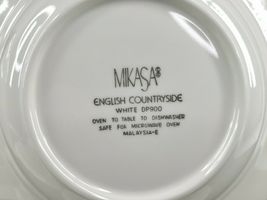 MIKASA®
ENGLISH COUNTRYSIDE
WHITE DP900
OVEN TO TABLE TO DISHWASHER
SAFE FOR MICROWAVE OVEN
MALAYSIA-E